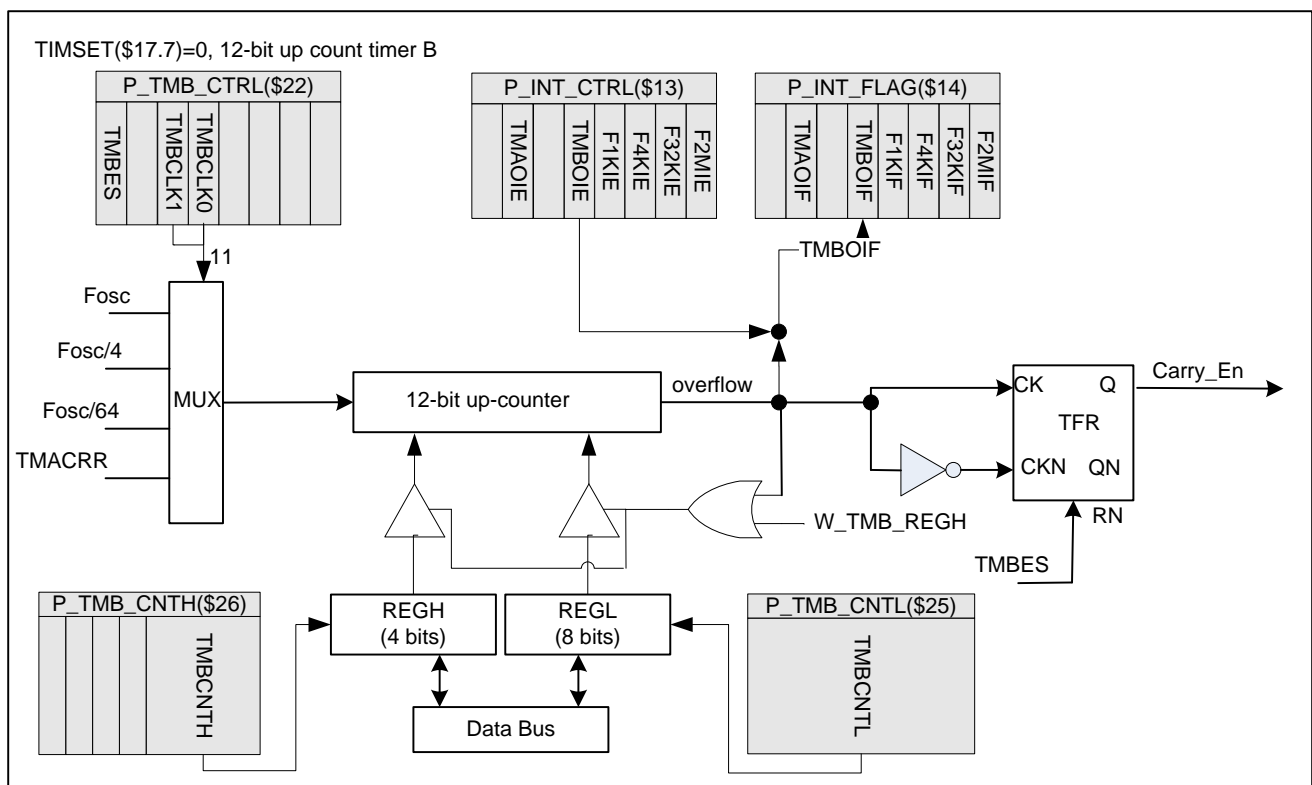 TIMSET($17.7)=0, 12-bit up count timer B
P_TMB_CTRL($22)
TMBES
TMBCLK1
TMBCLK0
P_INT_CTRL($13)
TMAOIE
TMBOIE
F1KIE
F4KIE
F32KIE
F2MIE
P_INT_FLAG($14)
TMAOIF
TMBOIF
F1KIF
F4KIF
F32KIF
F2MIF
11
TMBOIF
Fosc
Fosc/4
Fosc/64
TMACRR
MUX
12-bit up-counter
overflow
CK
Q
TFR
CKN
QN
RN
Carry_En
W_TMB_REGH
TMBES
P_TMB_CNTH($26)
TMBCNTH
REGH
(4 bits)
REGL
(8 bits)
P_TMB_CNTL($25)
TMBCNTL
Data Bus